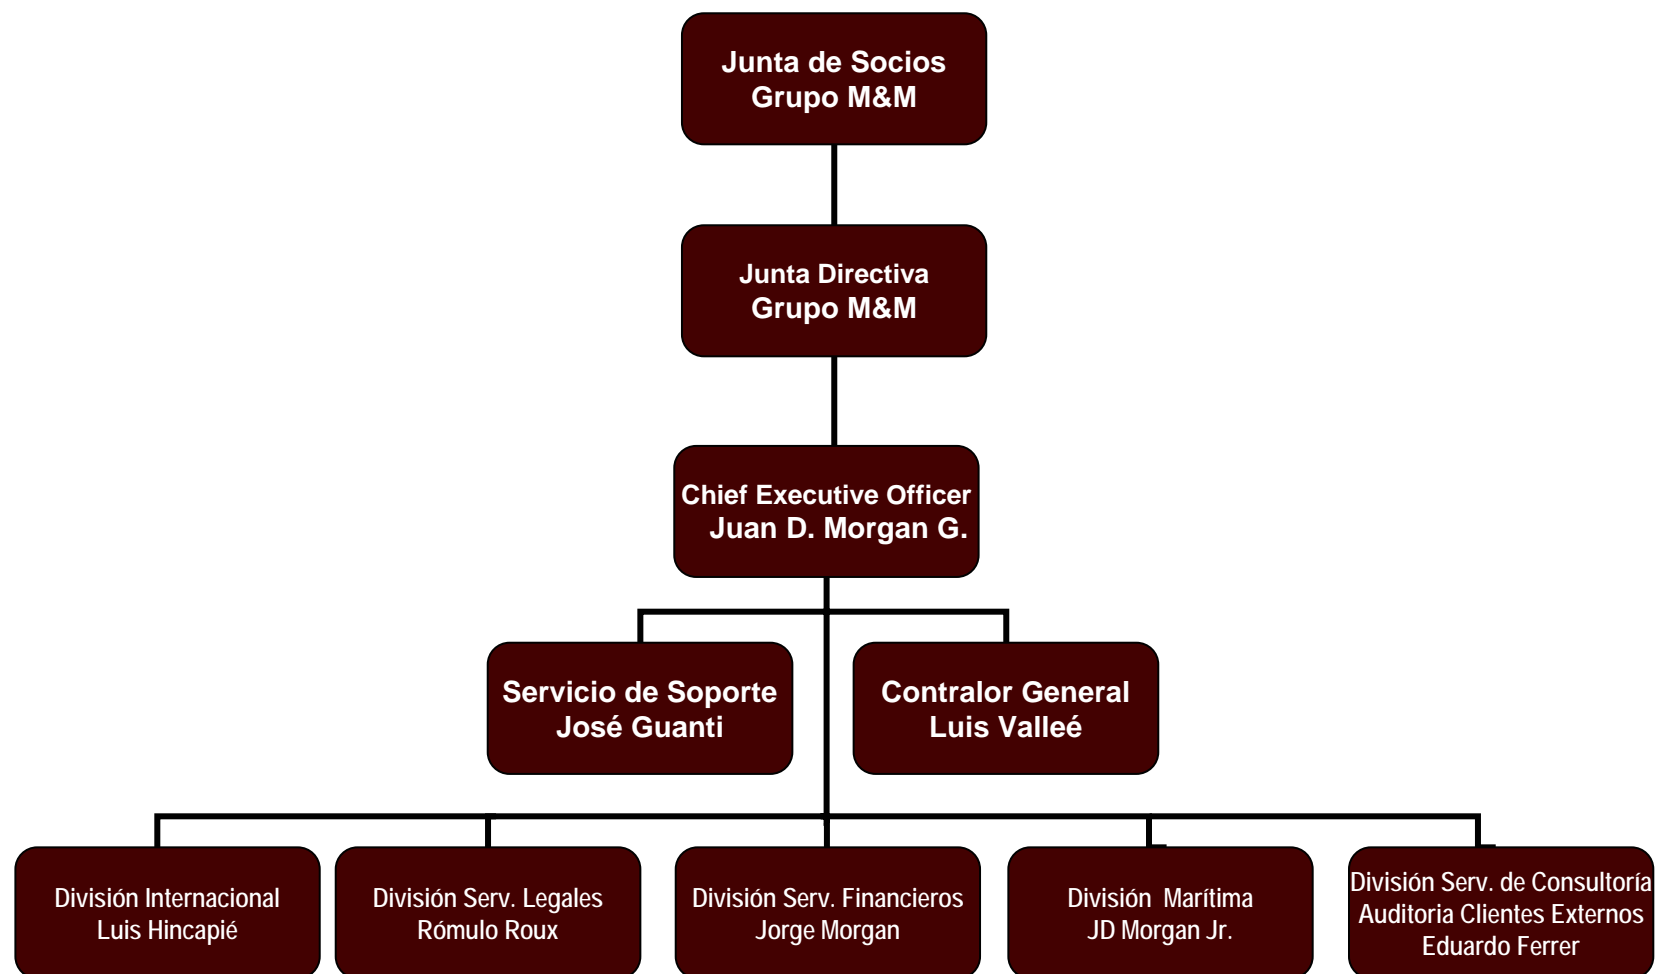 Junta de Socios
Grupo M&M
Junta Directiva
Grupo M&M
Chief Executive Officer
Juan D. Morgan G.
Servicio de Soporte
José Guanti
Contralor General
Luis Valleé
División Internacional
Luis Hincapié
División Serv. Legales
Rómulo Roux
División Serv. Financieros
Jorge Morgan
División Marítima
JD Morgan Jr.
División Serv. de Consultoría
Auditoria Clientes Externos
Eduardo Ferrer